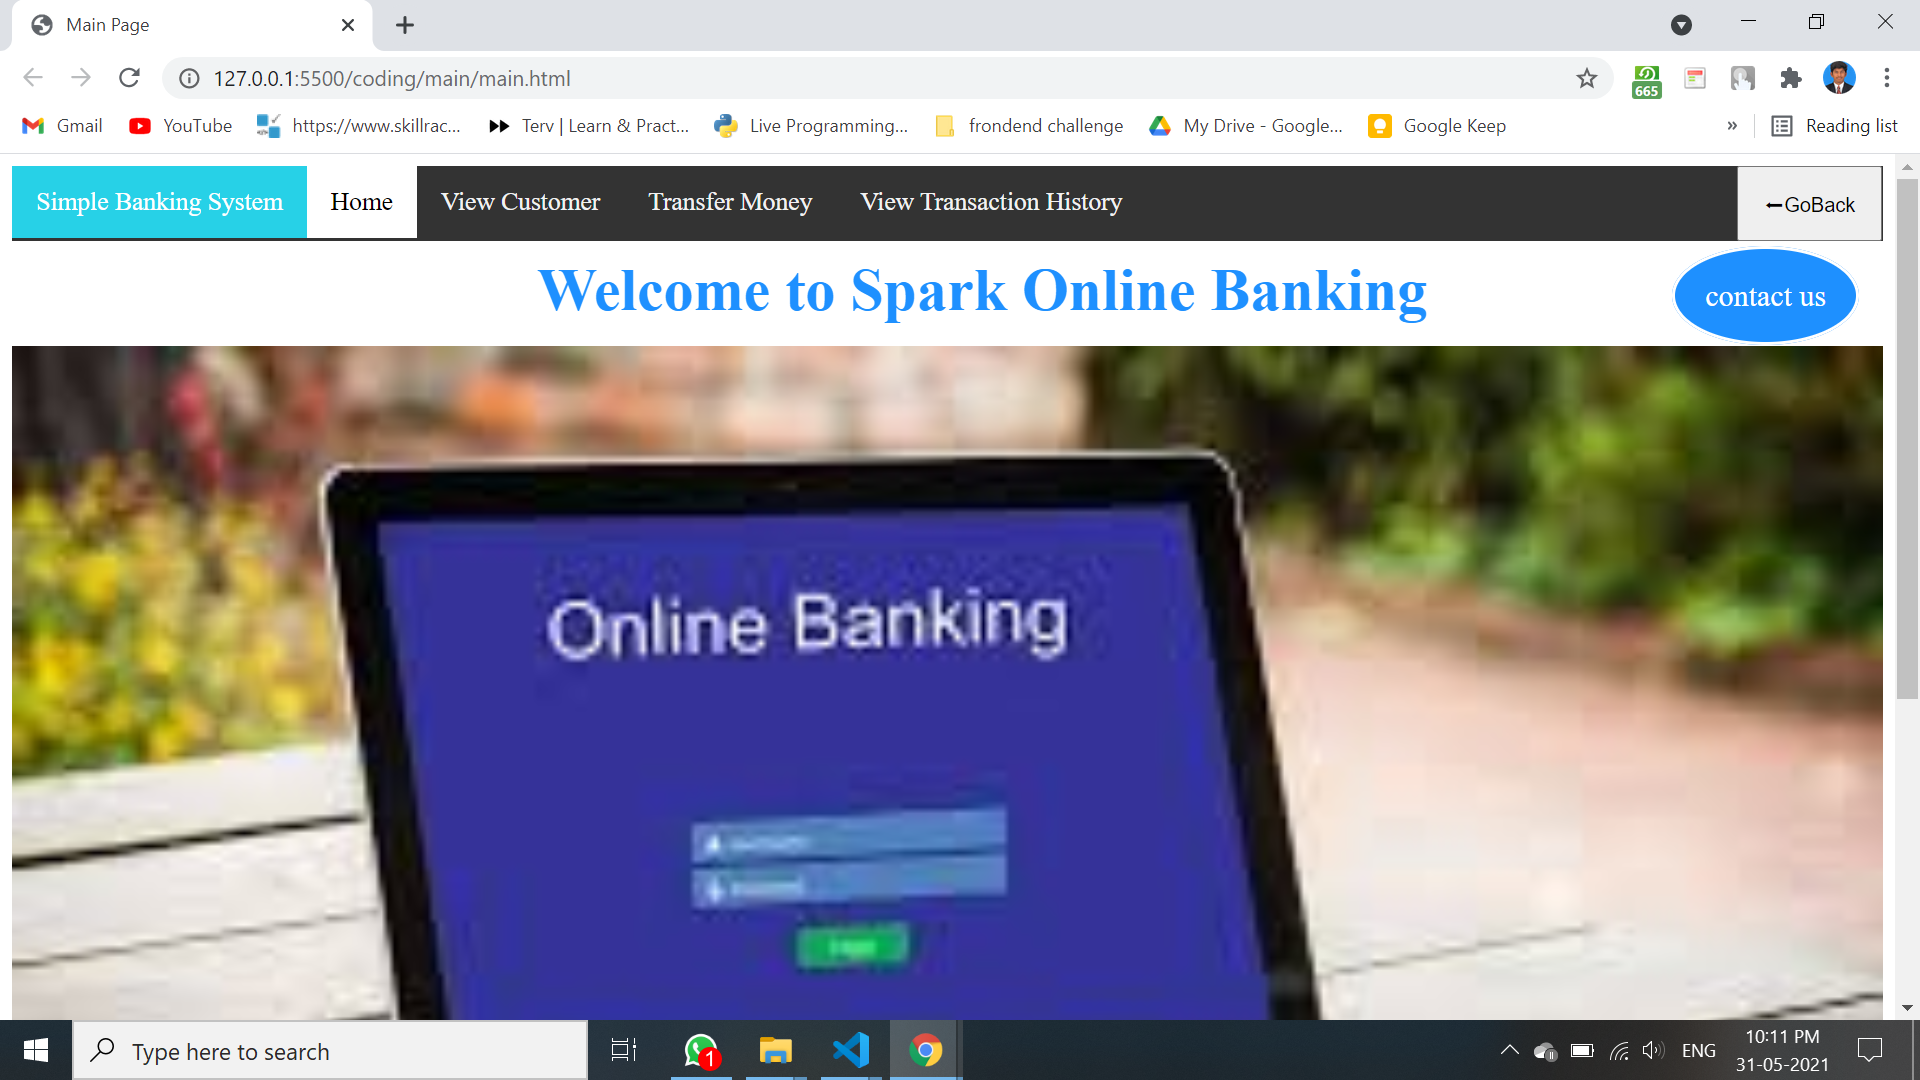 Main Page
127.0.0.1:5500/coding/main/main.html
665
Gmail YouTube https://www.skillrac... Terv | Learn & Pract... Live Programming... frondend challenge My Drive - Google... Google Keep » Reading list
Simple Banking System Home View Customer Transfer Money View Transaction History GoBack
Welcome to Spark Online Banking
contact us
Online Banking
Type here to search
1
ENG
10:11 PM
31-05-2021